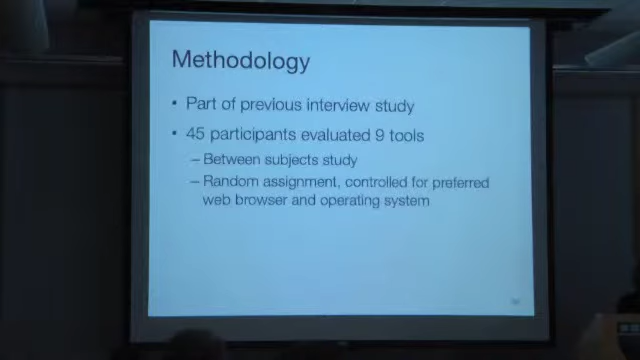 Methodology
• Part of previous interview study
• 45 participants evaluated 9 tools
– Between subjects study
– Random assignment, controlled for preferred
web browser and operating system